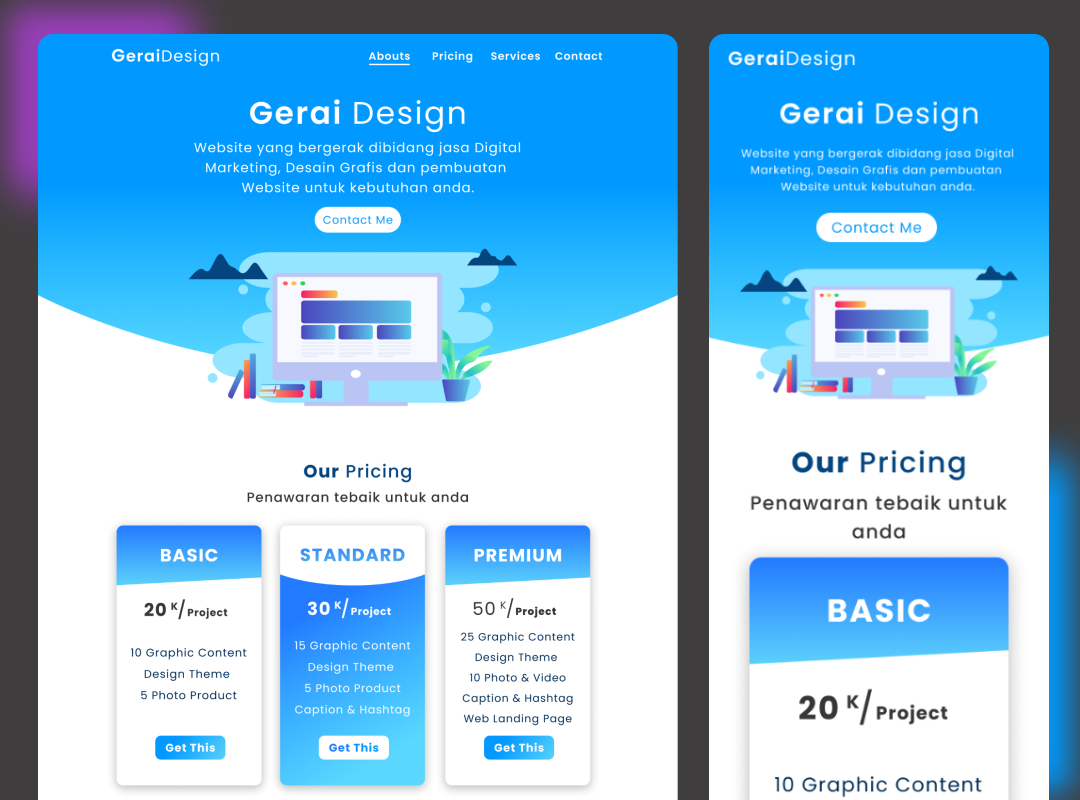 GeraiDesign
Abouts Pricing Services Contact
Gerai Design
Website yang bergerak dibidang jasa Digital
Marketing, Desain Grafis dan pembuatan
Website untuk kebutuhan anda.
Contact Me
Our Pricing
Penawaran tebaik untuk anda
BASIC
20 K/Project
10 Graphic Content
Design Theme
5 Photo Product
Get This
STANDARD
30 K/Project
15 Graphic Content
Design Theme
5 Photo Product
Caption & Hashtag
Get This
PREMIUM
50 K/Project
25 Graphic Content
Design Theme
10 Photo & Video
Caption & Hashtag
Web Landing Page
Get This
GeraiDesign
Gerai Design
Website yang bergerak dibidang jasa Digital
Marketing, Desain Grafis dan pembuatan
Website untuk kebutuhan anda.
Contact Me
Our Pricing
Penawaran tebaik untuk
anda
BASIC
20 K/Project
10 Graphic Content